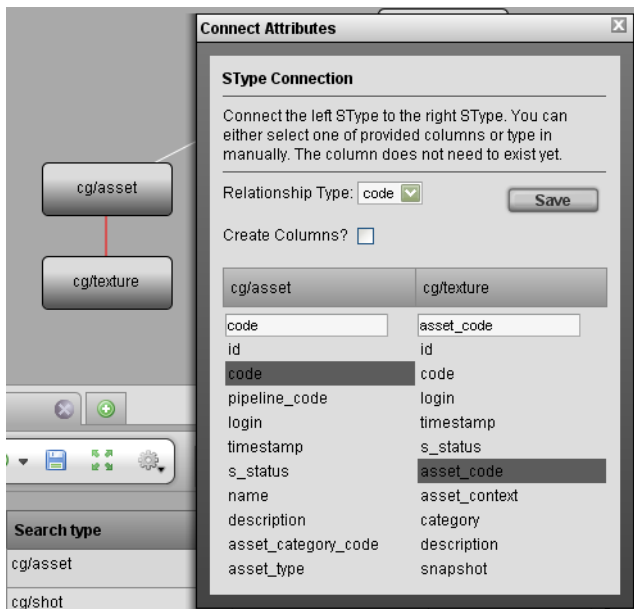 Connect Attributes
SType Connection
Connect the left SType to the right SType. You can
either select one of provided columns or type in
manually. The column does not need to exist yet.
Relationship Type: code
Save
Create Columns?
cg/asset
cg/texture
cg/asset cg/texture
code asset_code
id id
code code
pipeline_code login
login timestamp
timestamp s_status
s_status asset_code
name asset_context
description category
asset_category_code description
asset_type snapshot
Search type
cg/asset
cg/shot